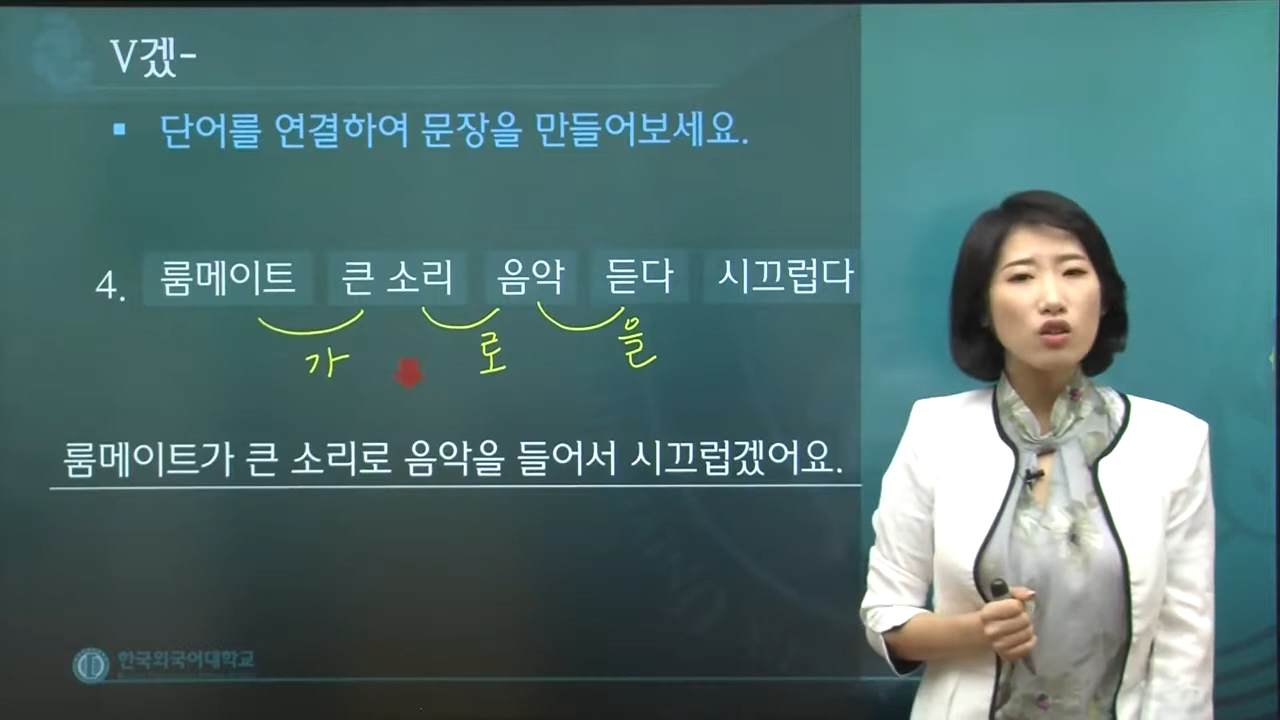 V겠-
▪ 단어를 연결하여 문장을 만들어보세요.
4. 룸메이트 큰 소리 음악 듣다 시끄럽다
가 로 을
룸메이트가 큰 소리로 음악을 들어서 시끄럽겠어요.
한국외국어대학교